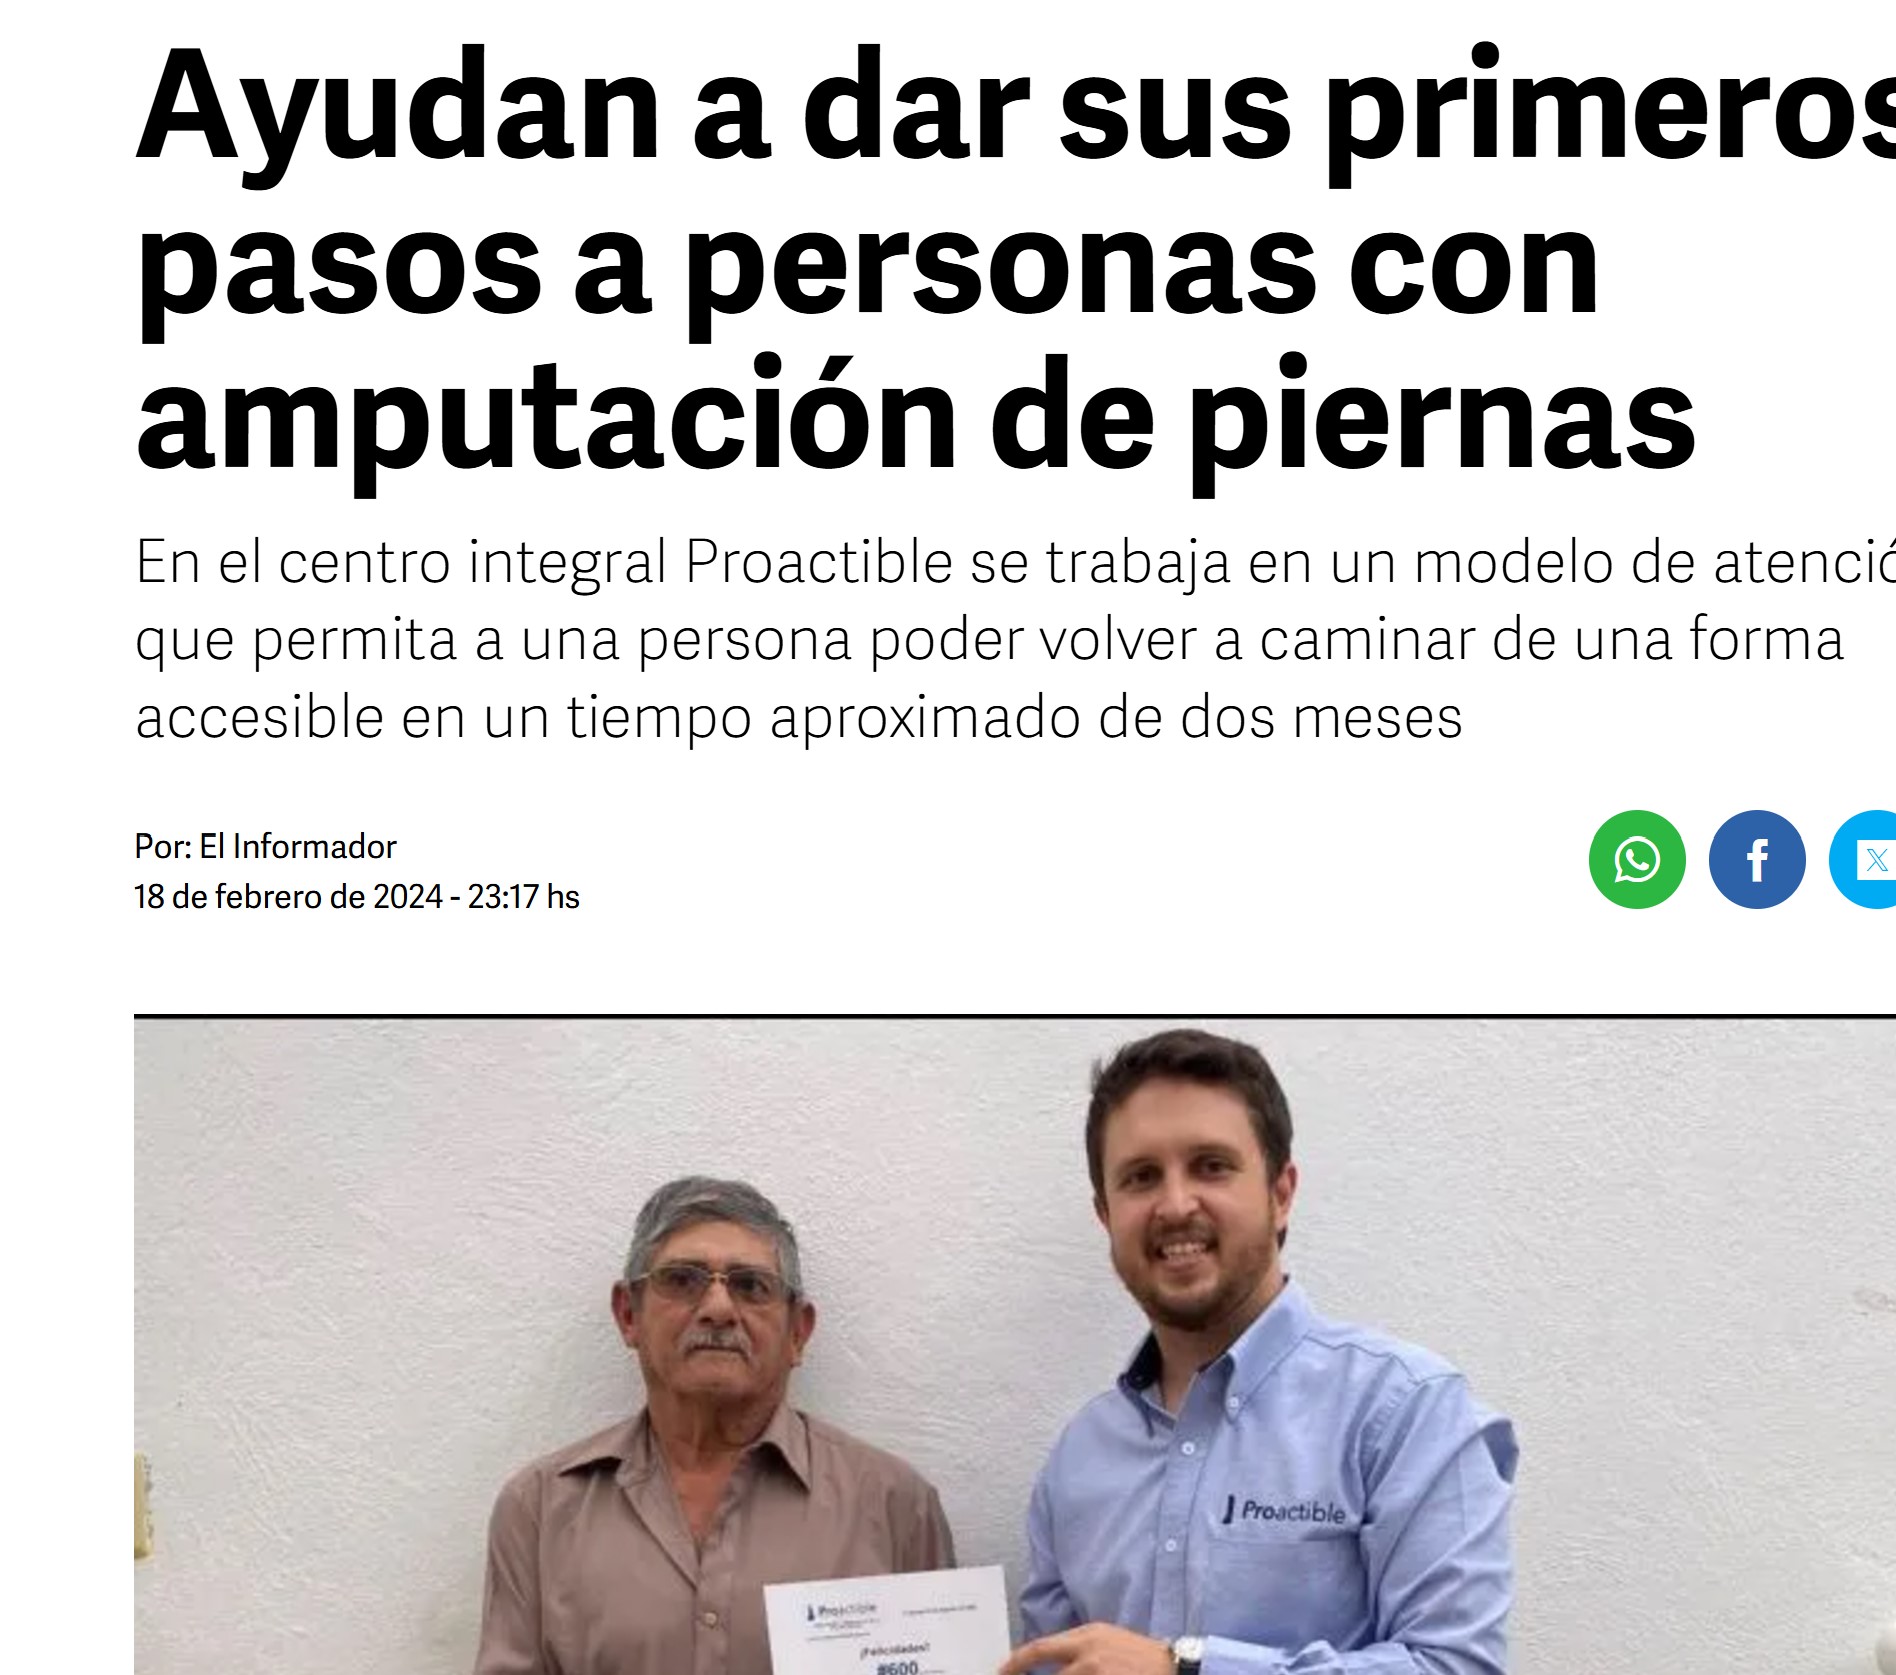 Ayudan a dar sus primeros
pasos a personas con
amputación de piernas
En el centro integral Proactible se trabaja en un modelo de atenció
que permita a una persona poder volver a caminar de una forma
accesible en un tiempo aproximado de dos meses
Por: El Informador
18 de febrero de 2024 - 23:17 hs
Proactible
Proactible
¡Felicidades!
#600